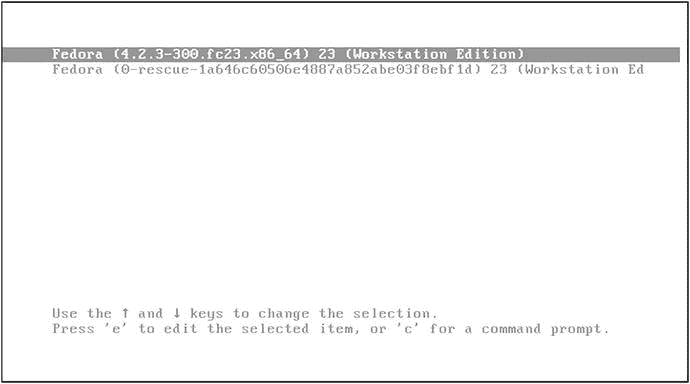 Fedora (4.2.3-300.fc23.x86_64) 23 (Workstation Edition)
Fedora (0-rescue-1a646c60506e4887a852abe03f8ebf1d) 23 (Workstation Ed
Use the ↑ and ↓ keys to change the selection.
Press 'e' to edit the selected item, or 'c' for a command prompt.